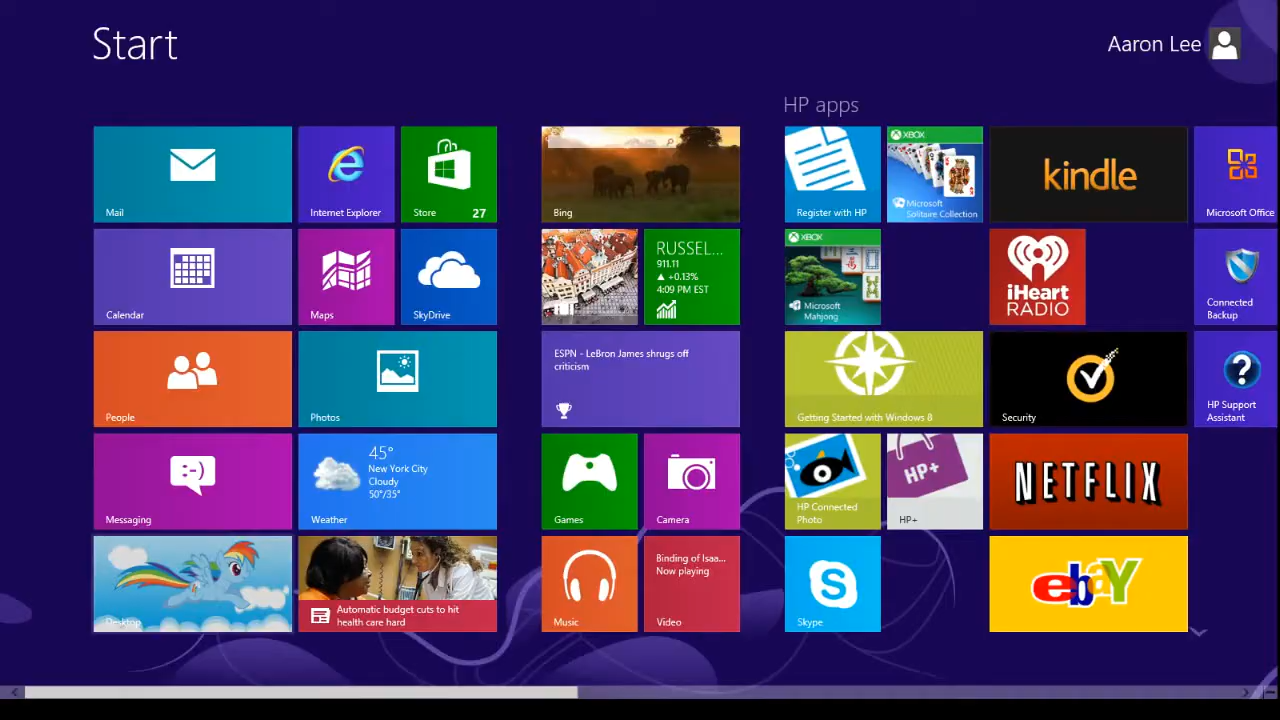 Start
Aaron Lee
Mail
Internet Explorer
Store
27
Calendar
Maps
SkyDrive
People
Photos
Messaging
45°
New York City
Cloudy
50°/35°
Weather
Desktop
Automatic budget cuts to hit
health care hard
Bing
RUSSEL...
911.11
▲ +0.13%
4:09 PM EST
ESPN - LeBron James shrugs off
criticism
Games
Camera
Music
Binding of Isaa...
Now playing
Video
HP apps
Register with HP
XBOX
Microsoft
Solitaire Collection
kindle
Microsoft Office
XBOX
Microsoft
Mahjong
iHeart
RADIO
Connected
Backup
Getting Started with Windows 8
Security
HP Support
Assistant
HP Connected
Photo
HP+
HP+
NETFLIX
Skype
ebaY